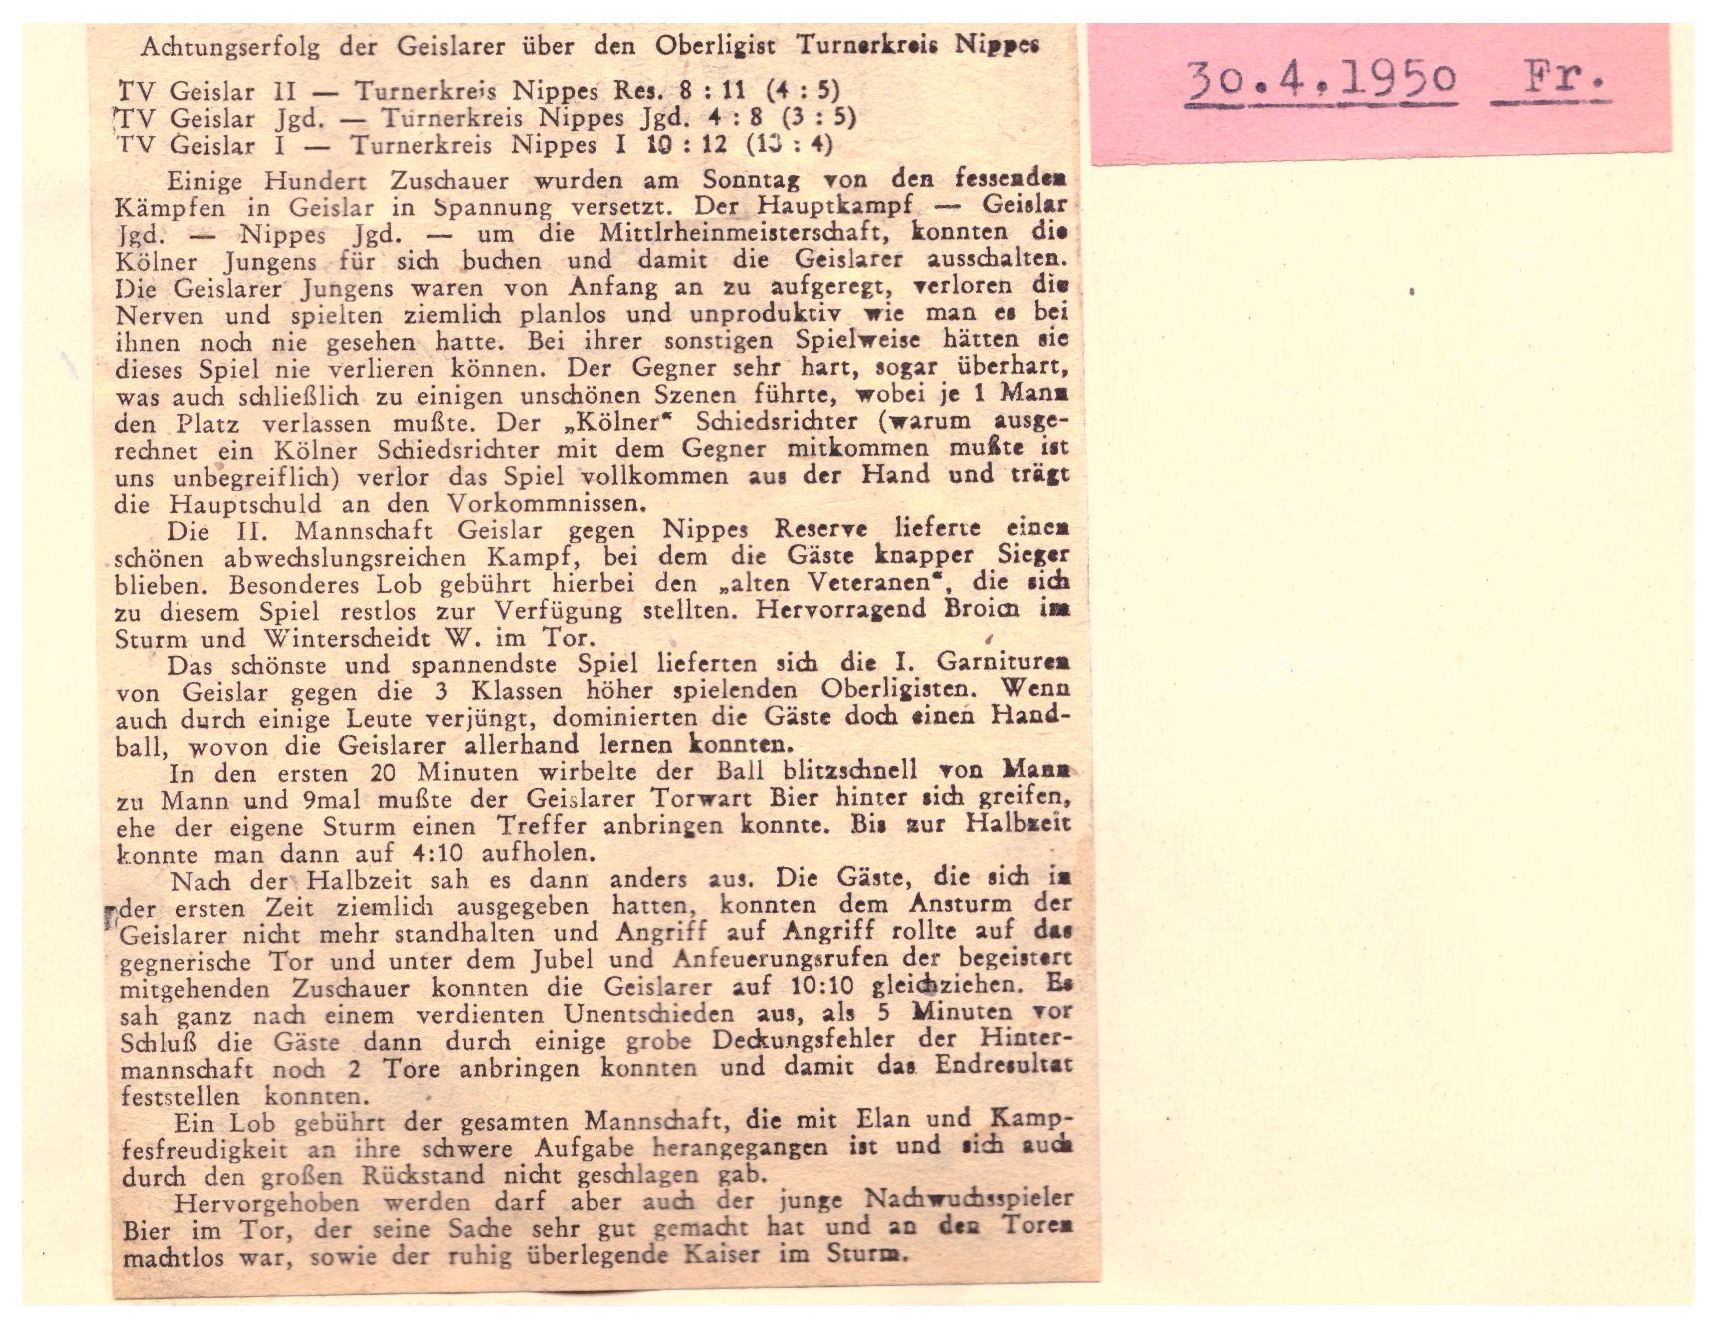 Achtungserfolg der Geislarer über den Oberligist Turnerkreis Nippes
TV Geislar II — Turnerkreis Nippes Res. 8 : 11 (4 : 5)
TV Geislar Jgd. — Turnerkreis Nippes Jgd. 4 : 8 (3 : 5)
TV Geislar I — Turnerkreis Nippes I 10 : 12 (10 : 4)
Einige Hundert Zuschauer wurden am Sonntag von den fessenden
Kämpfen in Geislar in Spannung versetzt. Der Hauptkampf — Geislar
Jgd. — Nippes Jgd. — um die Mittlrheinmeisterschaft, konnten die
Kölner Jungens für sich buchen und damit die Geislarer ausschalten.
Die Geislarer Jungens waren von Anfang an zu aufgeregt, verloren die
Nerven und spielten ziemlich planlos und unproduktiv wie man es bei
ihnen noch nie gesehen hatte. Bei ihrer sonstigen Spielweise hätten sie
dieses Spiel nie verlieren können. Der Gegner sehr hart, sogar überhart,
was auch schließlich zu einigen unschönen Szenen führte, wobei je 1 Mann
den Platz verlassen mußte. Der „Kölner“ Schiedsrichter (warum ausge-
rechnet ein Kölner Schiedsrichter mit dem Gegner mitkommen mußte ist
uns unbegreiflich) verlor das Spiel vollkommen aus der Hand und trägt
die Hauptschuld an den Vorkommnissen.
Die II. Mannschaft Geislar gegen Nippes Reserve lieferte einen
schönen abwechslungsreichen Kampf, bei dem die Gäste knapper Sieger
blieben. Besonderes Lob gebührt hierbei den „alten Veteranen“, die sich
zu diesem Spiel restlos zur Verfügung stellten. Hervorragend Broich im
Sturm und Winterscheidt W. im Tor.
Das schönste und spannendste Spiel lieferten sich die I. Garnituren
von Geislar gegen die 3 Klassen höher spielenden Oberligisten. Wenn
auch durch einige Leute verjüngt, dominierten die Gäste doch einen Hand-
ball, wovon die Geislarer allerhand lernen konnten.
In den ersten 20 Minuten wirbelte der Ball blitzschnell von Mann
zu Mann und 9mal mußte der Geislarer Torwart Bier hinter sich greifen,
ehe der eigene Sturm einen Treffer anbringen konnte. Bis zur Halbzeit
konnte man dann auf 4:10 aufholen.
Nach der Halbzeit sah es dann anders aus. Die Gäste, die sich in
der ersten Zeit ziemlich ausgegeben hatten, konnten dem Ansturm der
Geislarer nicht mehr standhalten und Angriff auf Angriff rollte auf das
gegnerische Tor und unter dem Jubel und Anfeuerungsrufen der begeistert
mitgehenden Zuschauer konnten die Geislarer auf 10:10 gleichziehen. Es
sah ganz nach einem verdienten Unentschieden aus, als 5 Minuten vor
Schluß die Gäste dann durch einige grobe Deckungsfehler der Hinter-
mannschaft noch 2 Tore anbringen konnten und damit das Endresultat
feststellen konnten.
Ein Lob gebührt der gesamten Mannschaft, die mit Elan und Kamp-
fesfreudigkeit an ihre schwere Aufgabe herangegangen ist und sich auch
durch den großen Rückstand nicht geschlagen gab.
Hervorgehoben werden darf aber auch der junge Nachwuchsspieler
Bier im Tor, der seine Sache sehr gut gemacht hat und an den Toren
machtlos war, sowie der ruhig überlegende Kaiser im Sturm.
30.4.1950 Fr.